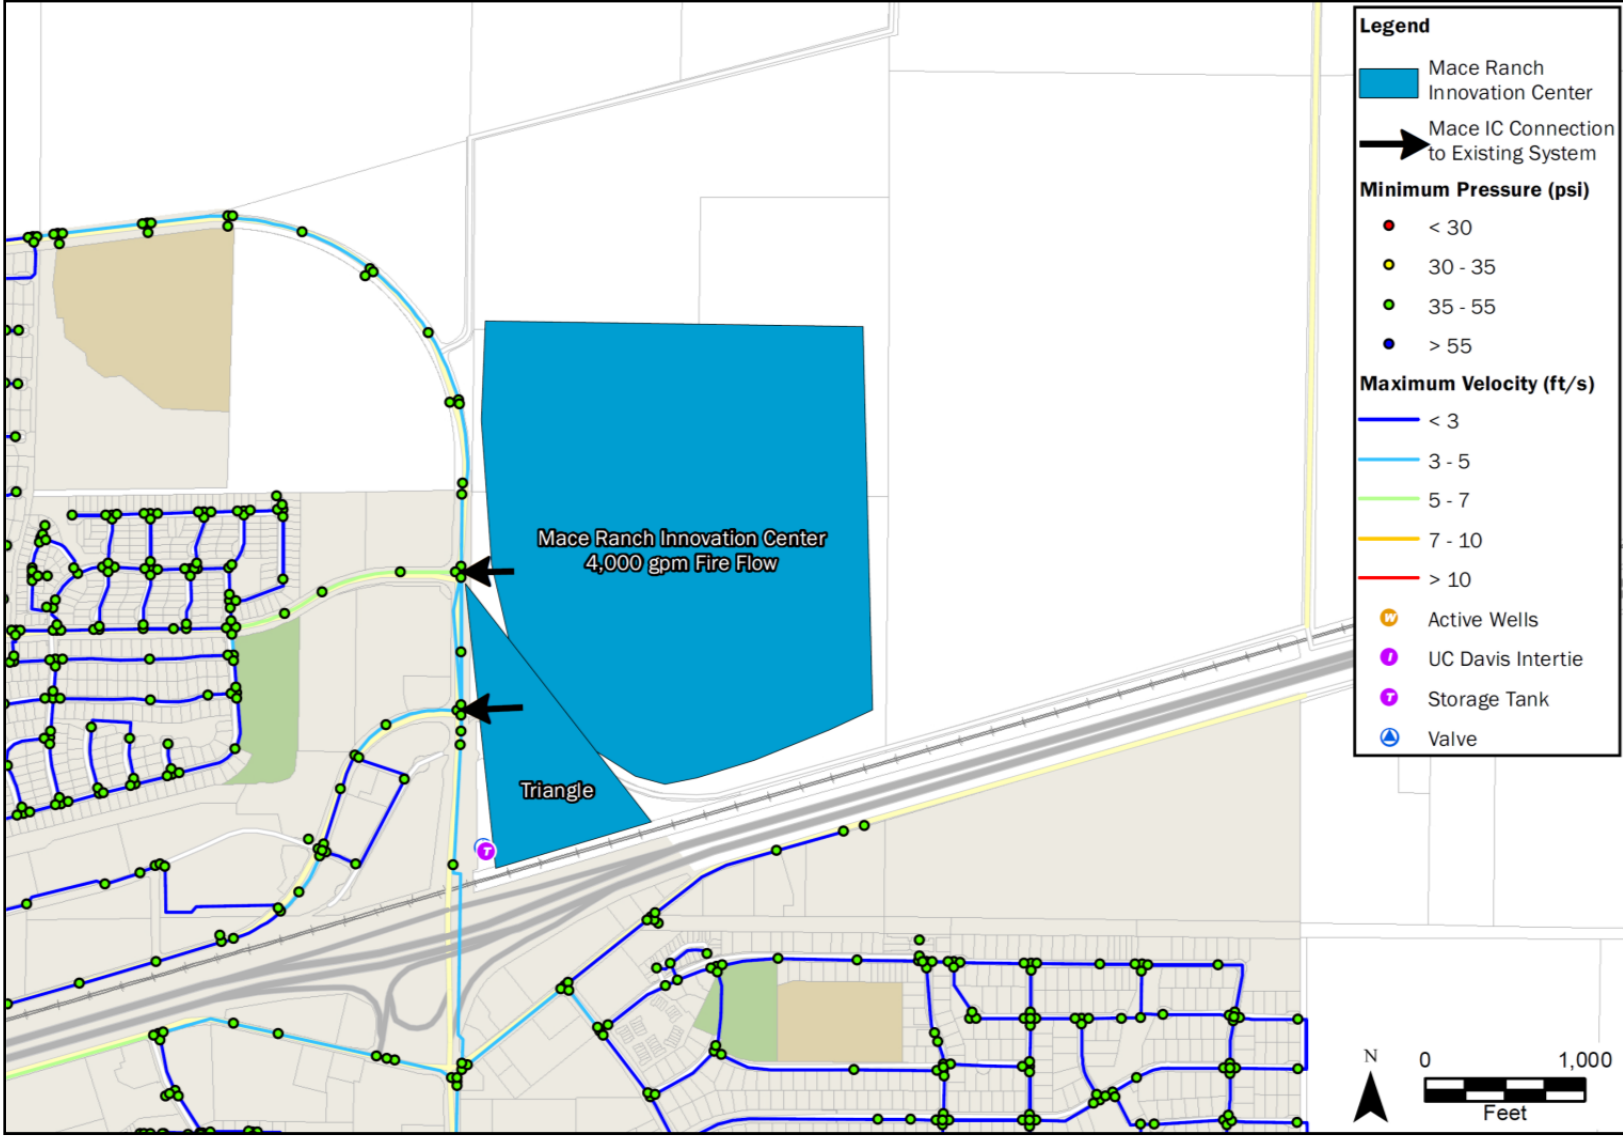 Legend
Mace Ranch
Innovation Center
Mace IC Connection
to Existing System
Minimum Pressure (psi)
< 30
30 - 35
35 - 55
> 55
Maximum Velocity (ft/s)
< 3
3 - 5
5 - 7
7 - 10
> 10
W Active Wells
I UC Davis Intertie
T Storage Tank
Valve
Mace Ranch Innovation Center
4,000 gpm Fire Flow
Triangle
T
N
0 1,000
Feet